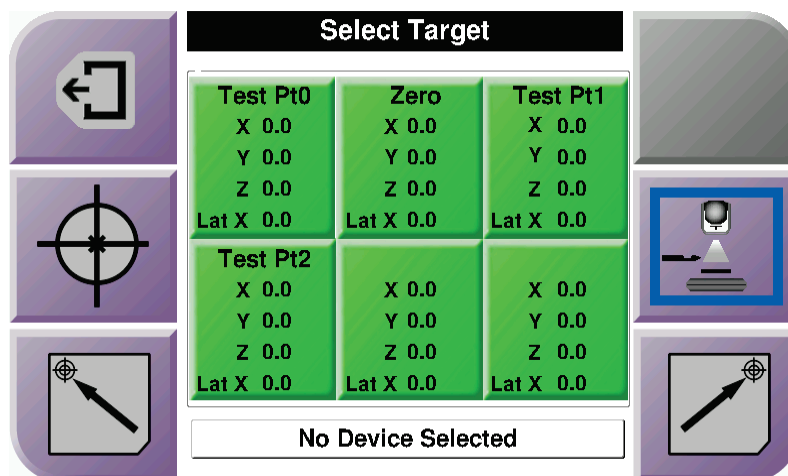 Select Target
Test Pt0 Zero Test Pt1
X 0.0 X 0.0 X 0.0
Y 0.0 Y 0.0 Y 0.0
Z 0.0 Z 0.0 Z 0.0
Lat X 0.0 Lat X 0.0 Lat X 0.0
Test Pt2
X 0.0 X 0.0 X 0.0
Y 0.0 Y 0.0 Y 0.0
Z 0.0 Z 0.0 Z 0.0
Lat X 0.0 Lat X 0.0 Lat X 0.0
No Device Selected